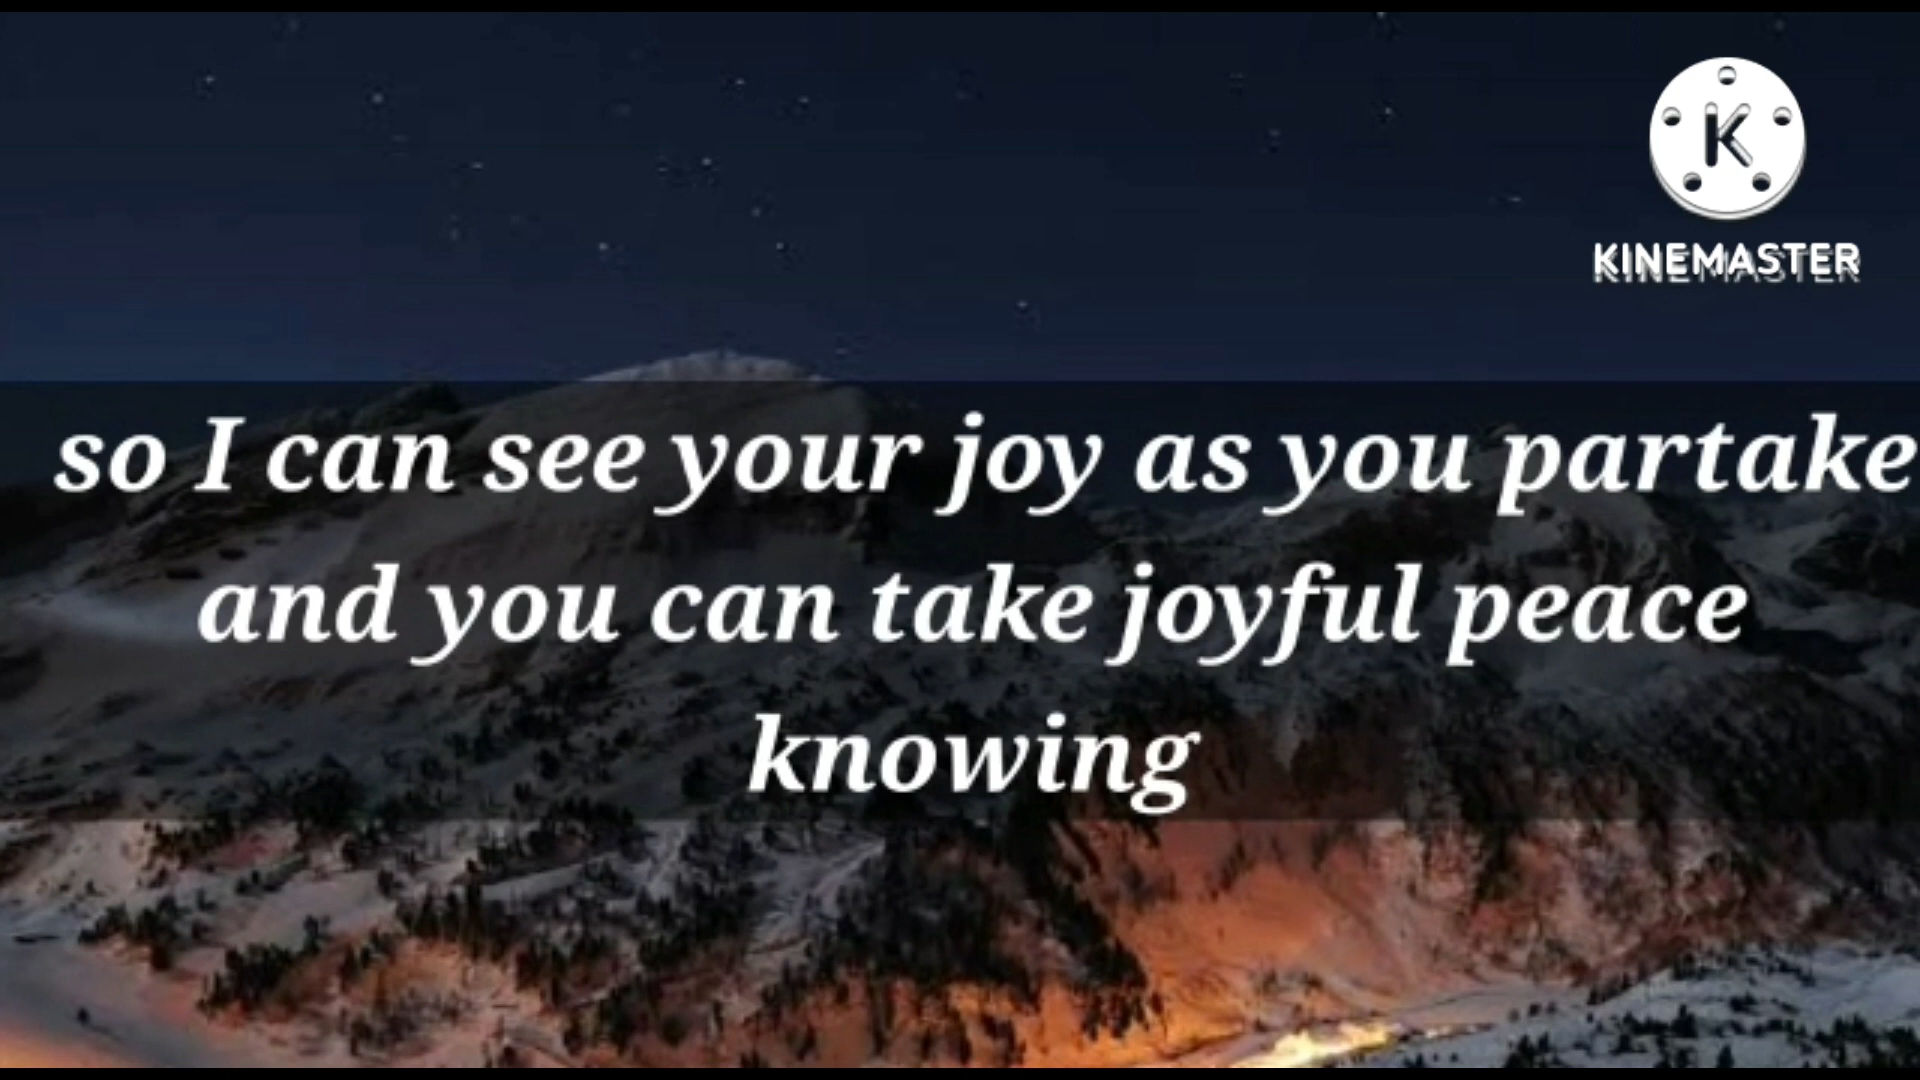 K
KINEMASTER
so I can see your joy as you partake
and you can take joyful peace
knowing